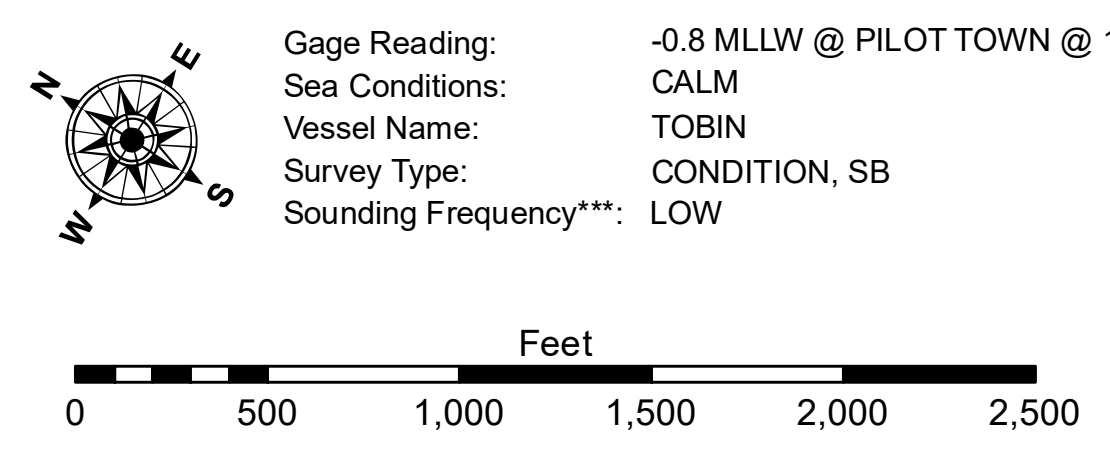 N
E
S
W
Gage Reading: -0.8 MLLW @ PILOT TOWN @
Sea Conditions: CALM
Vessel Name: TOBIN
Survey Type: CONDITION, SB
Sounding Frequency***: LOW
Feet
0 500 1,000 1,500 2,000 2,500